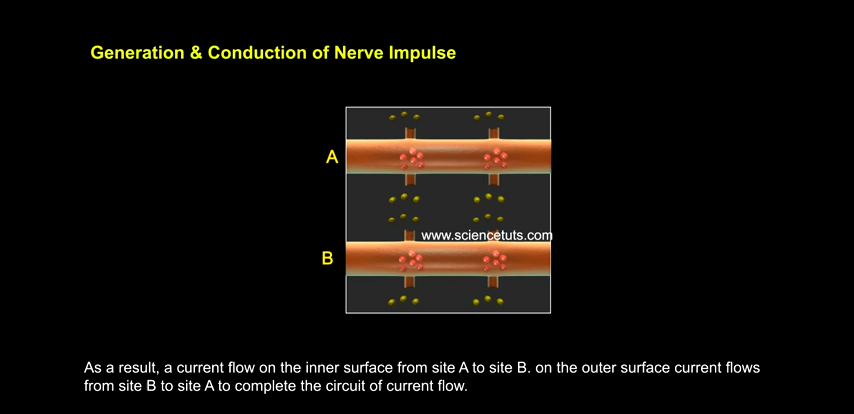 Generation & Conduction of Nerve Impulse
A
www.sciencetuts.com
B
As a result, a current flow on the inner surface from site A to site B. on the outer surface current flows
from site B to site A to complete the circuit of current flow.